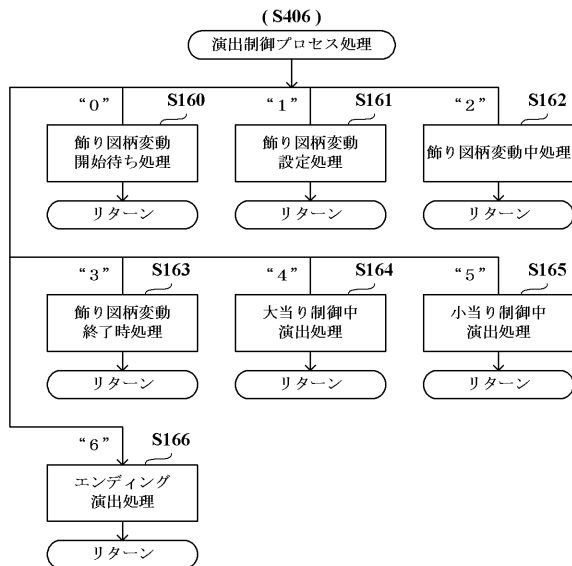 (S406)
演出制御プロセス処理
“0”
S160
“1”
S161
“2”
S162
飾り図柄変動
開始待ち処理
飾り図柄変動
設定処理
飾り図柄変動中処理
リターン
リターン
リターン
“3”
S163
“4”
S164
“5”
S165
飾り図柄変動
終了時処理
大当り制御中
演出処理
小当り制御中
演出処理
リターン
リターン
リターン
“6”
S166
エンディング
演出処理
リターン